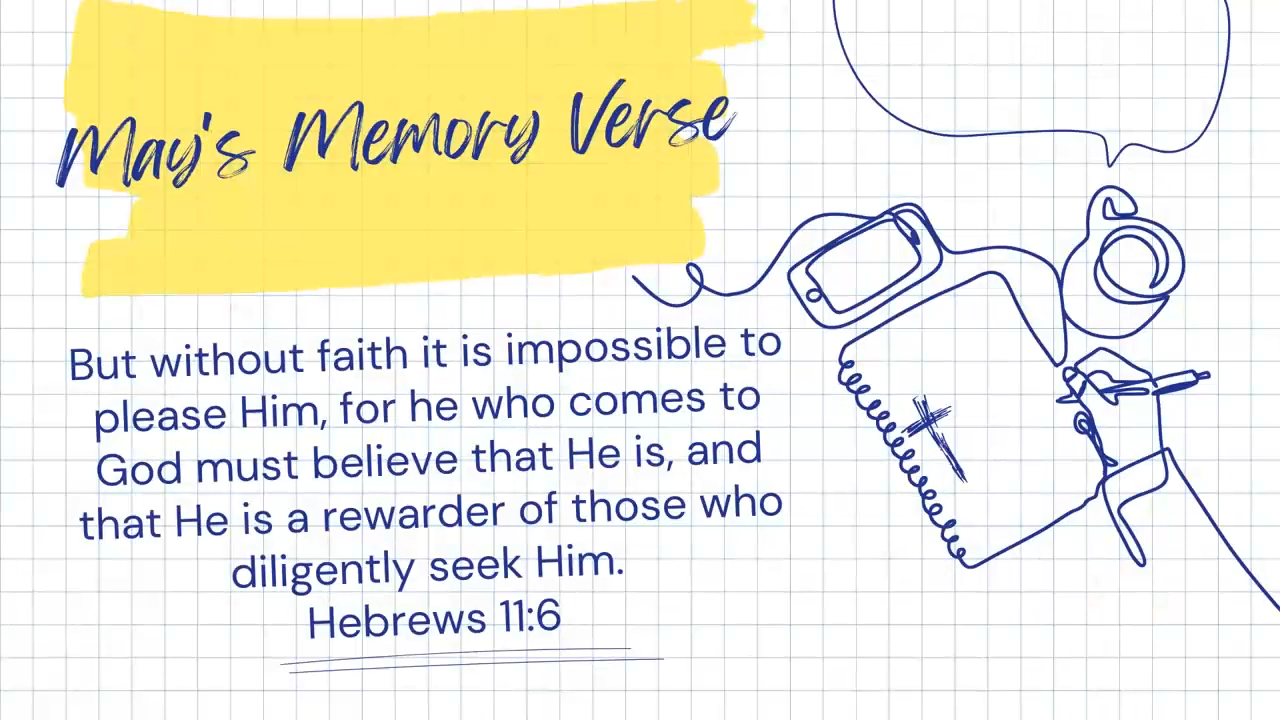 May's Memory Verse
But without faith it is impossible to
please Him, for he who comes to
God must believe that He is, and
that He is a rewarder of those who
diligently seek Him.
Hebrews 11:6